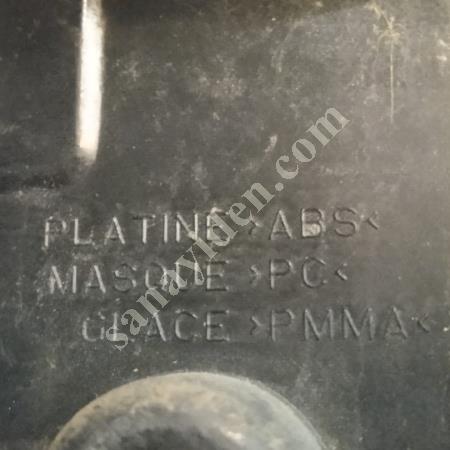 PLATINE >ABS<
MASQUE >PC<
GLACE >PMMA<
sanayiden.com